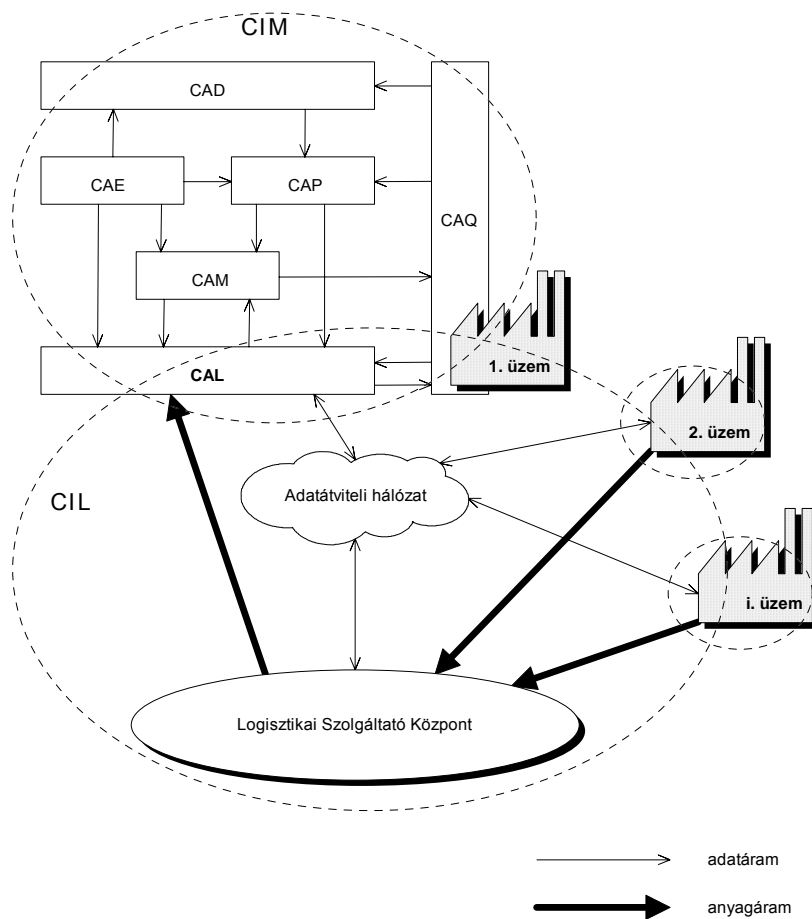 CIM
CAD
CAE
CAP
CAQ
CAM
CAL
1. üzem
2. üzem
Adatátviteli hálózat
CIL
i. üzem
Logisztikai Szolgáltató Központ
adatáram
anyagáram